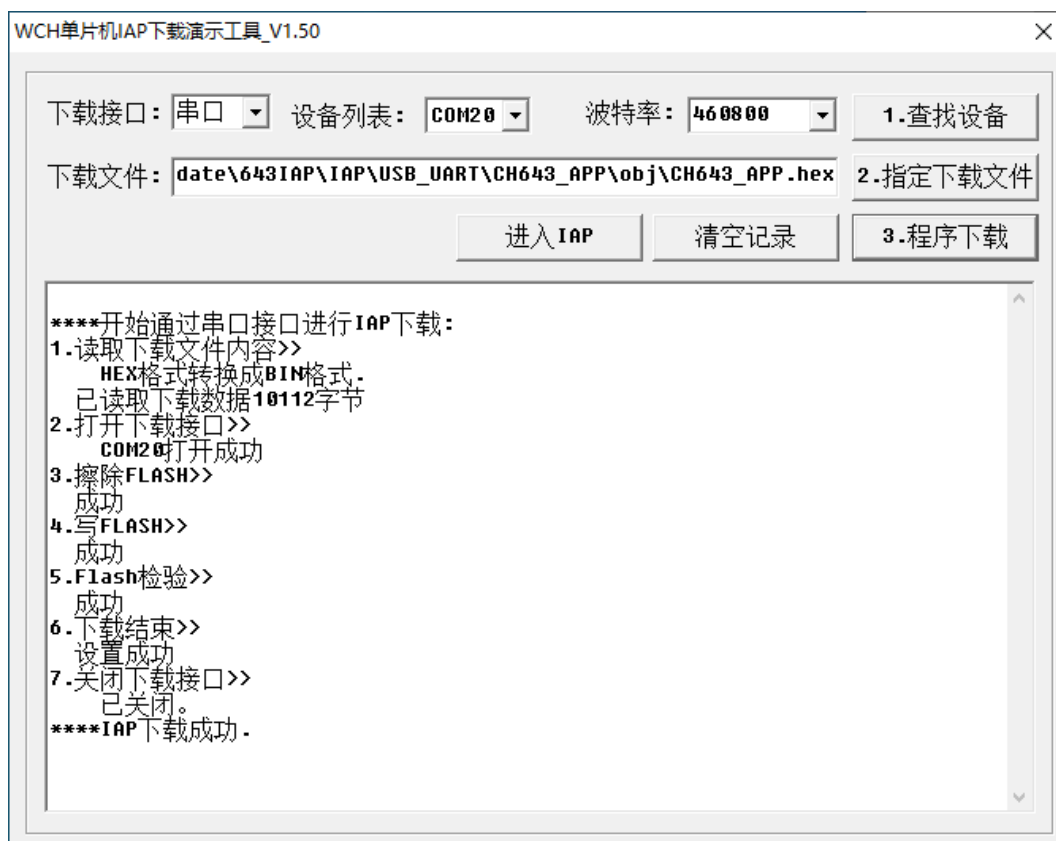 WCH单片机IAP下载演示工具_V1.50
下载接口: 串口 设备列表: COM20 波特率: 460800 1.查找设备
下载文件: date\643IAP\IAP\USB_UART\CH643_APP\obj\CH643_APP.hex 2.指定下载文件
进入IAP 清空记录 3.程序下载
****开始通过串口接口进行IAP下载:
1.读取下载文件内容>>
HEX格式转换成BIN格式.
已读取下载数据10112字节
2.打开下载接口>>
COM20打开成功
3.擦除FLASH>>
成功
4.写FLASH>>
成功
5.Flash检验>>
成功
6.下载结束>>
设置成功
7.关闭下载接口>>
已关闭。
****IAP下载成功.